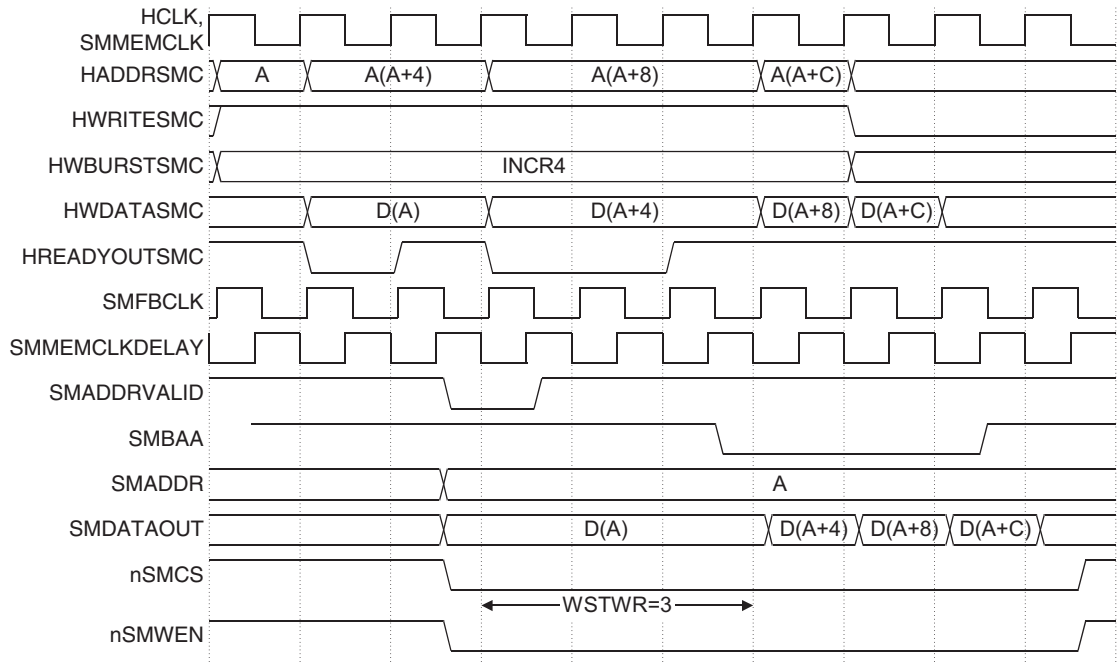 HCLK,
SMMEMCLK
HADDRSMC A A(A+4) A(A+8) A(A+C)
HWRITESMC
HWBURSTSMC INCR4
HWDATASMC D(A) D(A+4) D(A+8) D(A+C)
HREADYOUTSMC
SMFBCLK
SMMEMCLKDELAY
SMADDRVALID
SMBAA
SMADDR A
SMDATAOUT D(A) D(A+4) D(A+8) D(A+C)
nSMCS
WSTWR=3
nSMWEN